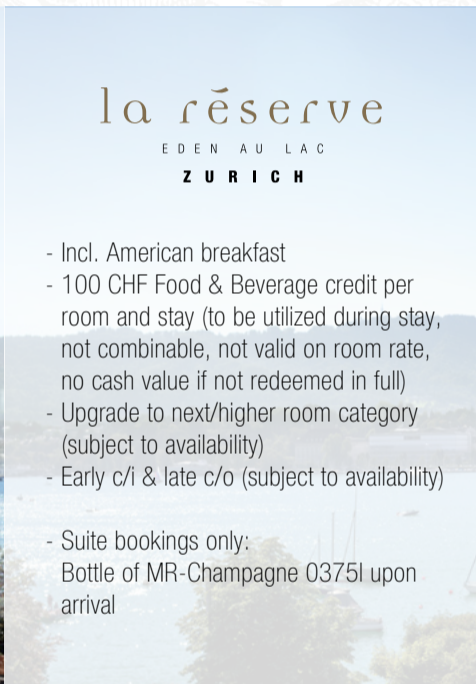 la réserve
EDEN AU LAC
ZURICH
- Incl. American breakfast
- 100 CHF Food & Beverage credit per
room and stay (to be utilized during stay,
not combinable, not valid on room rate,
no cash value if not redeemed in full)
- Upgrade to next/higher room category
(subject to availability)
- Early c/i & late c/o (subject to availability)
- Suite bookings only:
Bottle of MR-Champagne 0375l upon
arrival